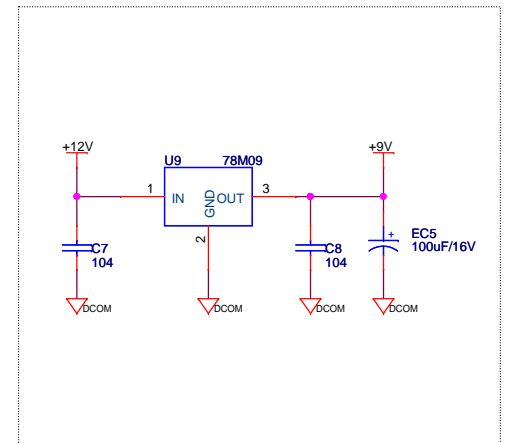 +12V
+9V
U9 78M09
1
IN
GND
OUT
3
2
+
EC5
100uF/16V
C7
104
C8
104
DCOM
DCOM
DCOM
DCOM